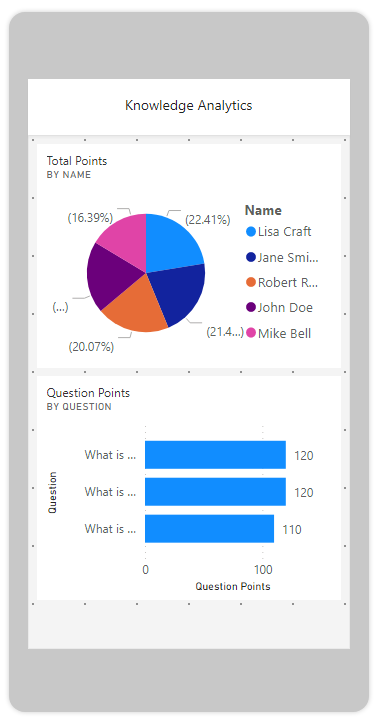 Knowledge Analytics
Total Points
BY NAME
(16.39%)
(22.41%)
(...)
(21.4...)
(20.07%)
Name
Lisa Craft
Jane Smi...
Robert R...
John Doe
Mike Bell
Question Points
BY QUESTION
Question
What is ... 120
What is ... 120
What is ... 110
0 100
Question Points